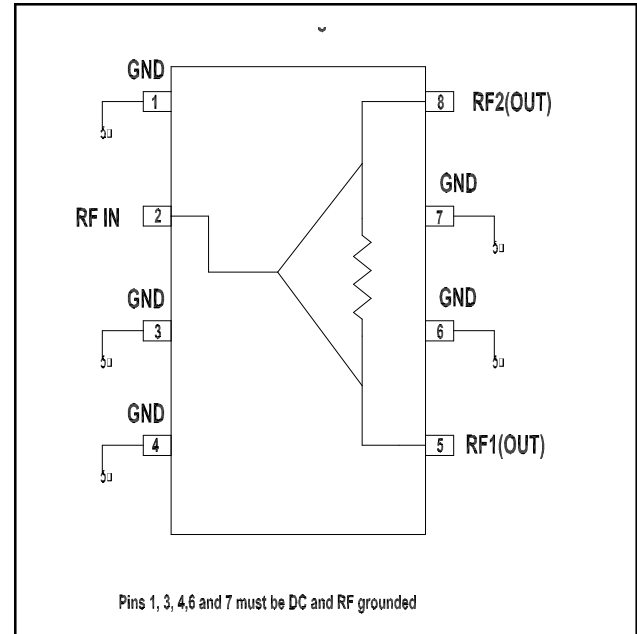 GND
1
8
RF2(OUT)
GND
RF IN
2
7
GND
GND
3
6
GND
4
5
RF1(OUT)
Pins 1, 3, 4,6 and 7 must be DC and RF grounded